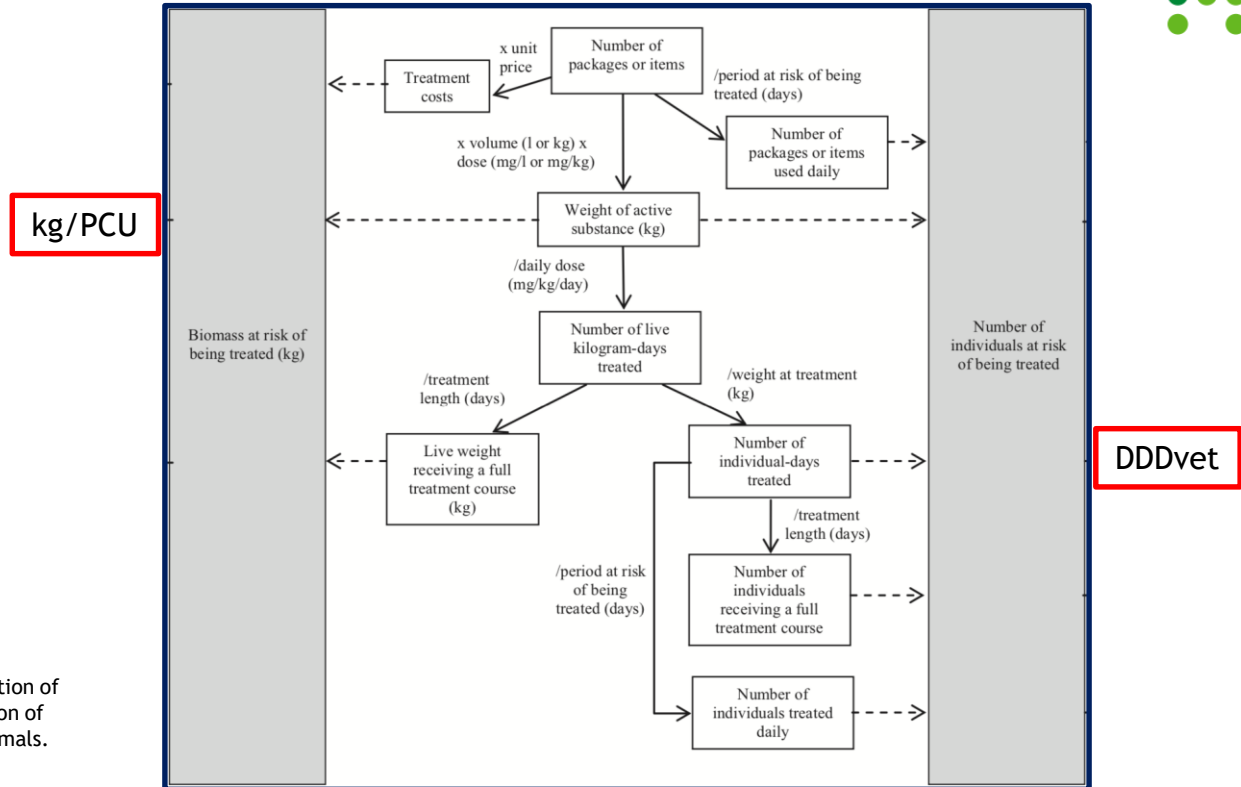 Number of
packages or items
x unit
price
Treatment
costs
/period at risk of being
treated (days)
Number of
packages or items
used daily
x volume (l or kg) x
dose (mg/l or mg/kg)
kg/PCU
Weight of active
substance (kg)
/daily dose
(mg/kg/day)
Biomass at risk of
being treated (kg)
Number of live
kilogram-days
treated
Number of
individuals at risk
of being treated
/treatment
length (days)
/weight at treatment
(kg)
Live weight
receiving a full
treatment course
(kg)
Number of
individual-days
treated
DDDvet
/treatment
length (days)
/period at risk
of being
treated (days)
Number of
individuals
receiving a full
treatment course
Number of
individuals treated
daily
tion of
on of
mals.